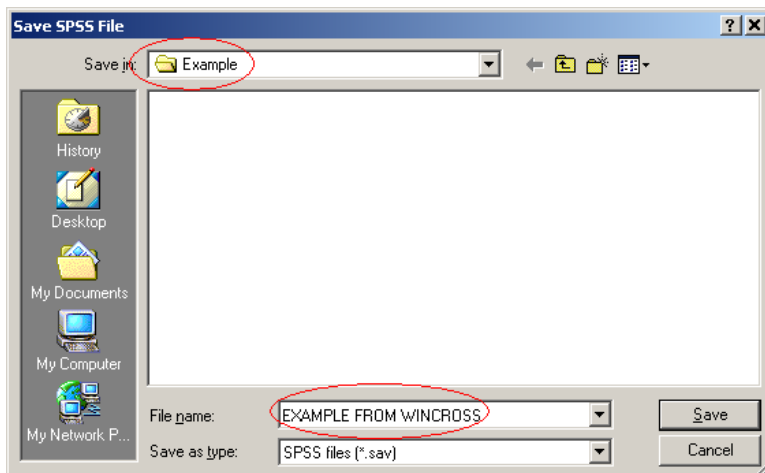 Save SPSS File
Save in:
Example
History
Desktop
My Documents
My Computer
My Network P...
File name:
EXAMPLE FROM WINCROSS
Save
Save as type:
SPSS files (*.sav)
Cancel